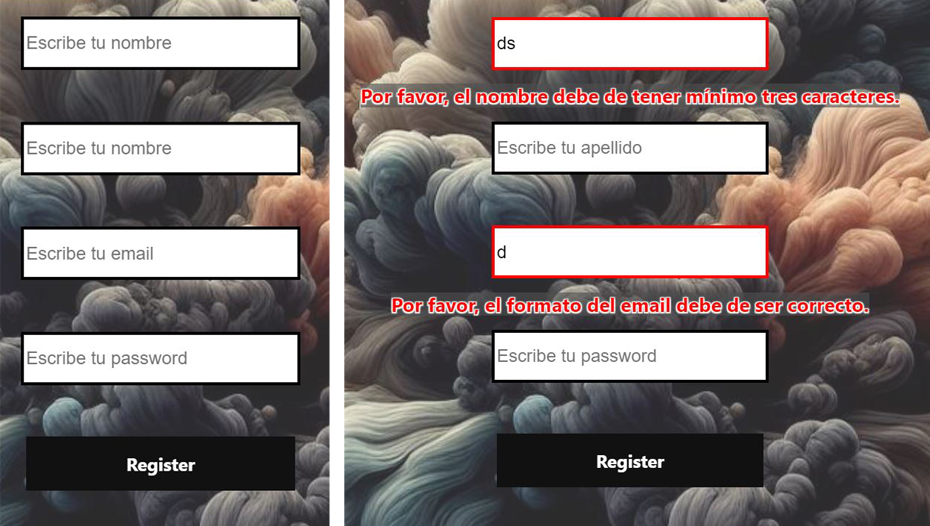 Escribe tu nombre
Escribe tu nombre
Escribe tu email
Escribe tu password
Register
ds
Por favor, el nombre debe de tener mínimo tres caracteres.
Escribe tu apellido
d
Por favor, el formato del email debe de ser correcto.
Escribe tu password
Register